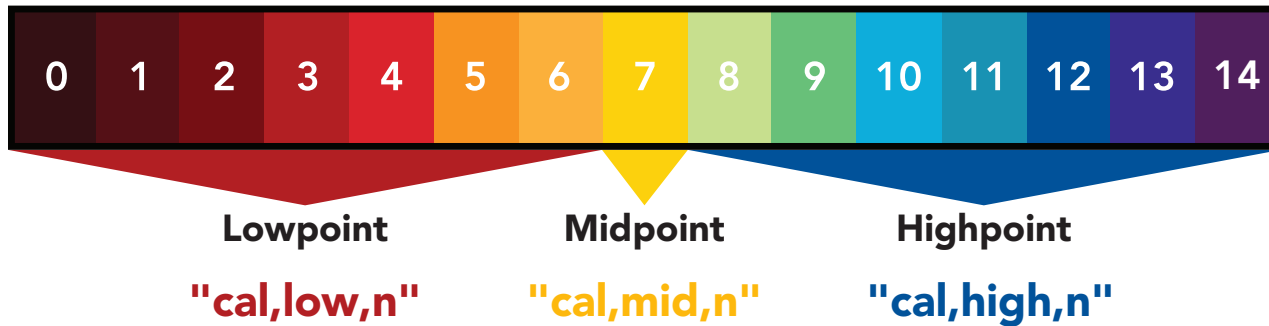 0 1 2 3 4 5 6 7 8 9 10 11 12 13 14
Lowpoint Midpoint Highpoint
"cal,low,n" "cal,mid,n" "cal,high,n"